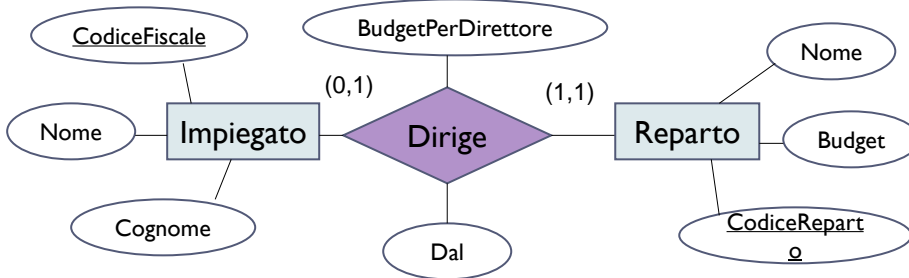 CodiceFiscale
BudgetPerDirettore
Nome
(0,1)
(1,1)
Nome
Impiegato
Dirige
Reparto
Budget
Cognome
Dal
CodiceRepart
o